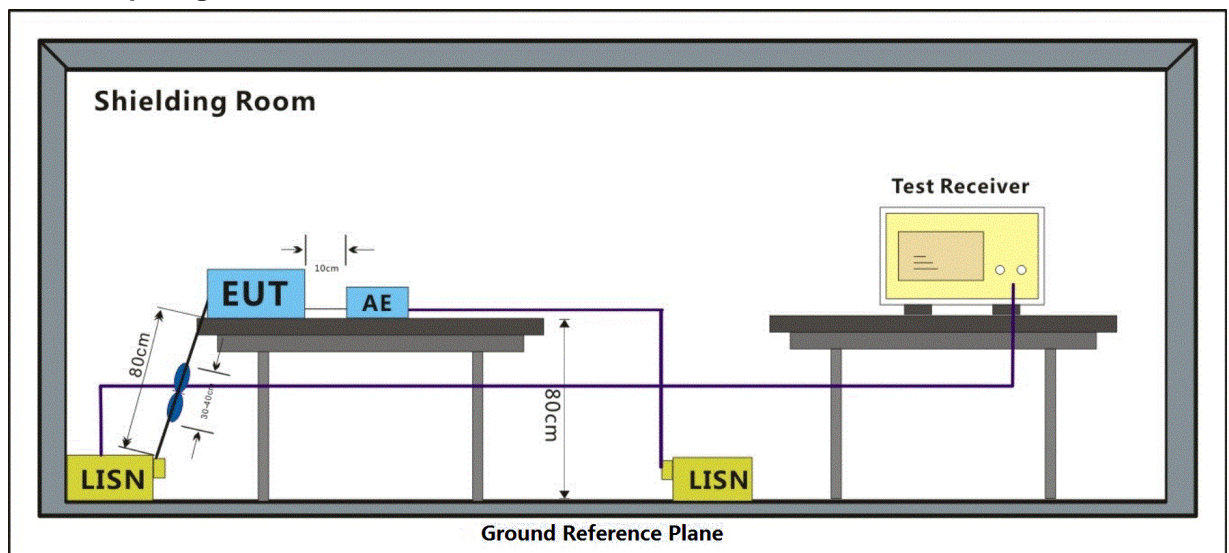 Shielding Room
Test Receiver
10cm
EUT
AE
80cm
30-40cm
80cm
LISN
LISN
Ground Reference Plane